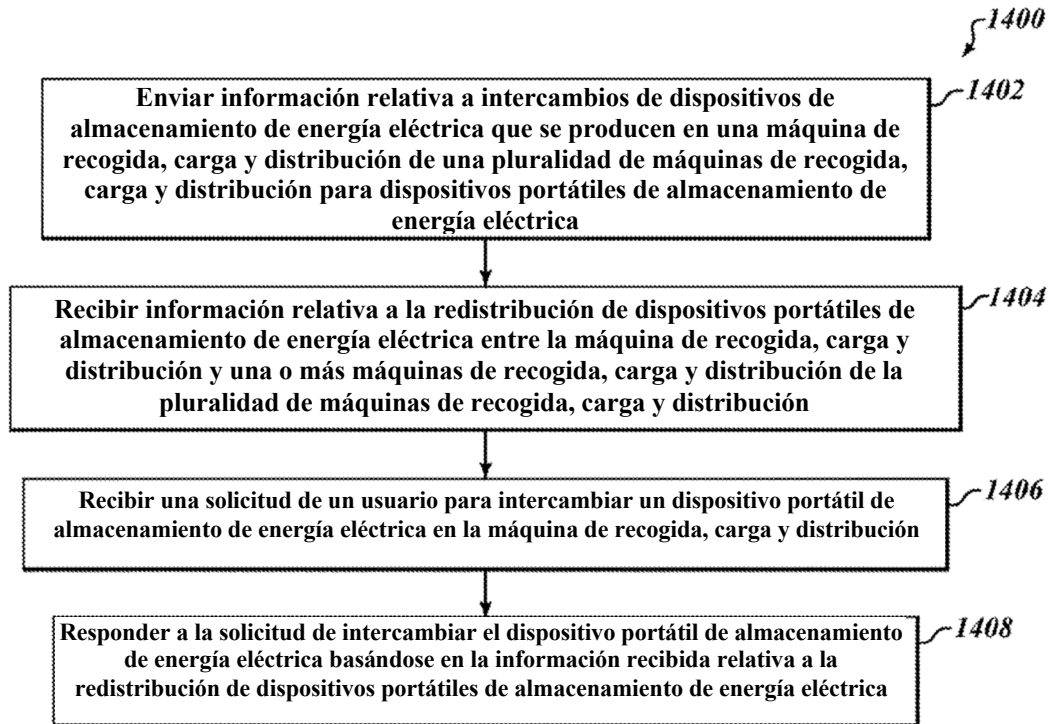 1400
1402
Enviar información relativa a intercambios de dispositivos de
almacenamiento de energía eléctrica que se producen en una máquina de
recogida, carga y distribución de una pluralidad de máquinas de recogida,
carga y distribución para dispositivos portátiles de almacenamiento de
energía eléctrica
1404
Recibir información relativa a la redistribución de dispositivos portátiles de
almacenamiento de energía eléctrica entre la máquina de recogida, carga y
distribución y una o más máquinas de recogida, carga y distribución de la
pluralidad de máquinas de recogida, carga y distribución
1406
Recibir una solicitud de un usuario para intercambiar un dispositivo portátil de
almacenamiento de energía eléctrica en la máquina de recogida, carga y distribución
1408
Responder a la solicitud de intercambiar el dispositivo portátil de almacenamiento
de energía eléctrica basándose en la información recibida relativa a la
redistribución de dispositivos portátiles de almacenamiento de energía eléctrica